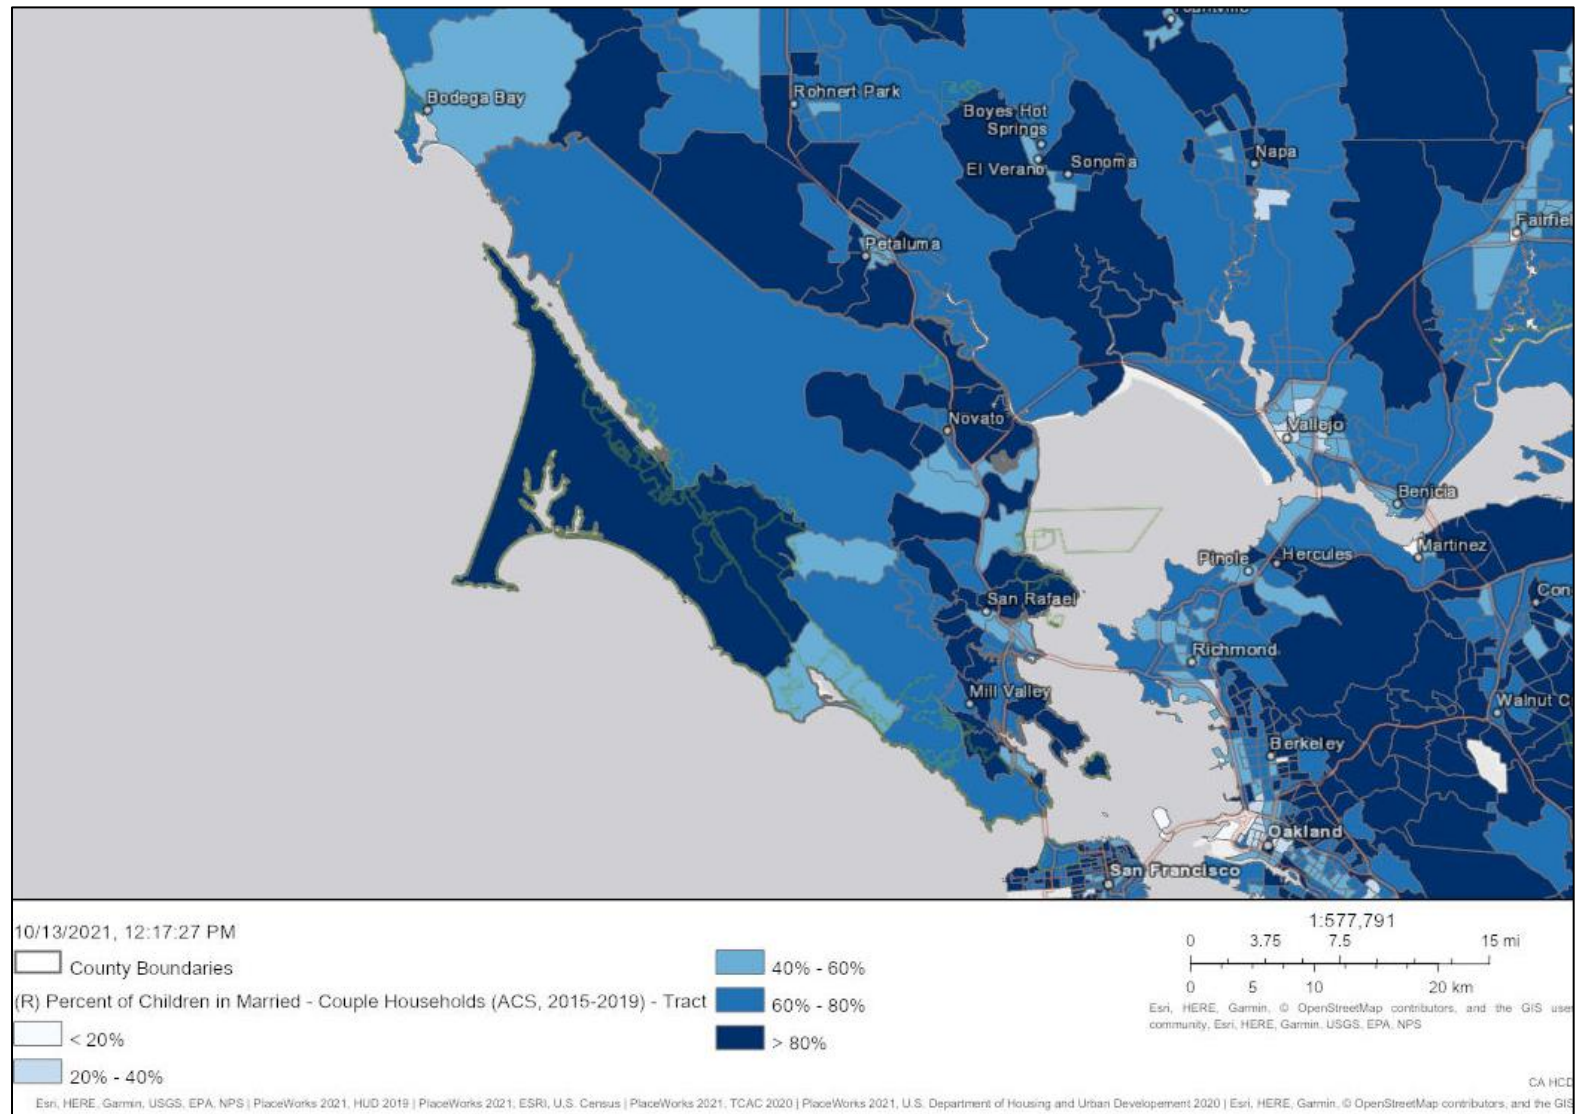 Bodega Bay
Rohnert Park
Boyes Hot
Springs
El Verano
Sonoma
Napa
Petaluma
Fairfiel
Novato
Vallejo
Benicia
Martinez
Pinole
Hercules
San Rafael
Con
Richmond
Mill Valley
Walnut C
Berkeley
Oakland
San Francisco
10/13/2021, 12:17:27 PM
County Boundaries
(R) Percent of Children in Married - Couple Households (ACS, 2015-2019) - Tract
< 20%
20% - 40%
40% - 60%
60% - 80%
> 80%
1:577,791
0 3.75 7.5 15 mi
0 5 10 20 km
Esri, HERE, Garmin, © OpenStreetMap contributors, and the GIS user
community, Esri, HERE, Garmin, USGS, EPA, NPS
CA HCD
Esri, HERE, Garmin, USGS, EPA, NPS | PlaceWorks 2021, HUD 2019 | PlaceWorks 2021, ESRI, U.S. Census | PlaceWorks 2021, TCAC 2020 | PlaceWorks 2021, U.S. Department of Housing and Urban Developement 2020 | Esri, HERE, Garmin, © OpenStreetMap contributors, and the GIS